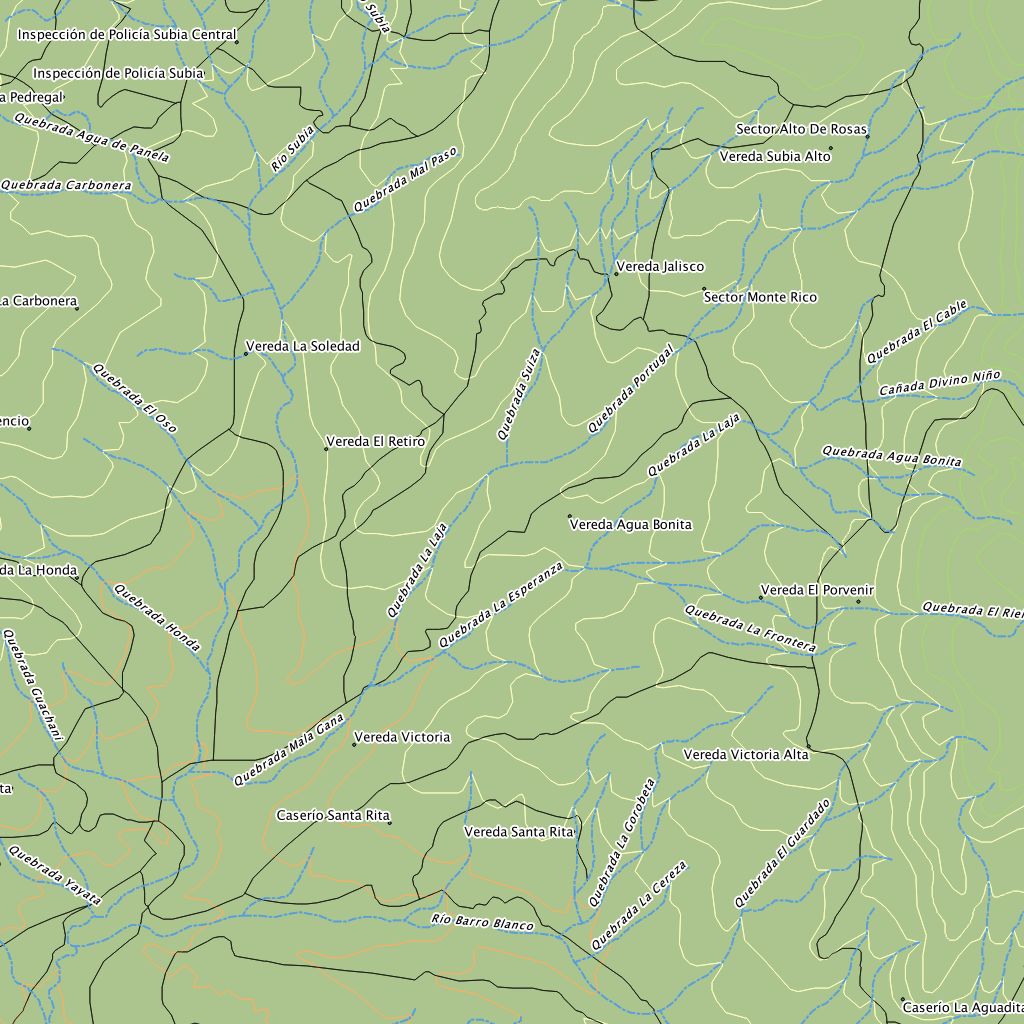 Subia
Inspección de Policía Subia Central
Inspección de Policía Subia
a Pedregal
Quebrada Agua de Panela
Río Subia
Sector Alto De Rosas
Vereda Subia Alto
Quebrada Mal Paso
Quebrada Carbonera
Vereda Jalisco
Sector Monte Rico
La Carbonera
Quebrada El Cable
Vereda La Soledad
Quebrada Suiza
Quebrada Portugal
Cañada Divino Niño
Quebrada El Oso
encio
Vereda El Retiro
Quebrada La Laja
Quebrada Agua Bonita
Vereda Agua Bonita
Quebrada La Laja
da La Honda
Quebrada Honda
Quebrada La Esperanza
Vereda El Porvenir
Quebrada El Rie
Quebrada La Frontera
Quebrada Guachani
Vereda Victoria
Quebrada Mala Gana
Vereda Victoria Alta
ta
Caserío Santa Rita
Vereda Santa Rita
Quebrada La Gorobeta
Quebrada El Guardado
Quebrada Yayata
Quebrada La Cereza
Río Barro Blanco
Caserío La Aguadita